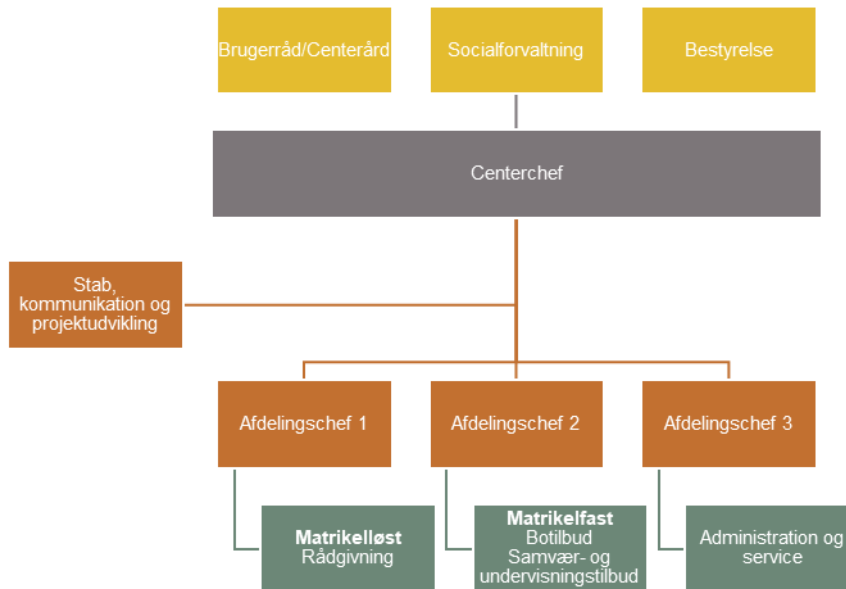 Brugerråd/Centerård
Socialforvaltning
Bestyrelse
Centerchef
Stab,
kommunikation og
projektudvikling
Afdelingschef 1
Afdelingschef 2
Afdelingschef 3
Matrikelløst
Rådgivning
Matrikelfast
Botilbud
Samvær- og
undervisningstilbud
Administration og
service